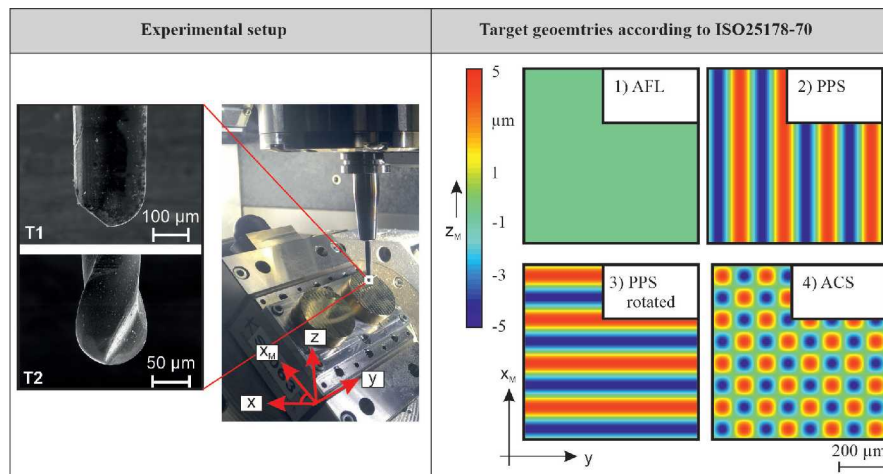 Experimental setup
Target geoemtries according to ISO25178-70
T1
100 µm
T2
50 µm
z
x_M
x
y
5
µm
1
-1
-3
-5
z_M
1) AFL
2) PPS
3) PPS
rotated
4) ACS
x_M
y
200 µm